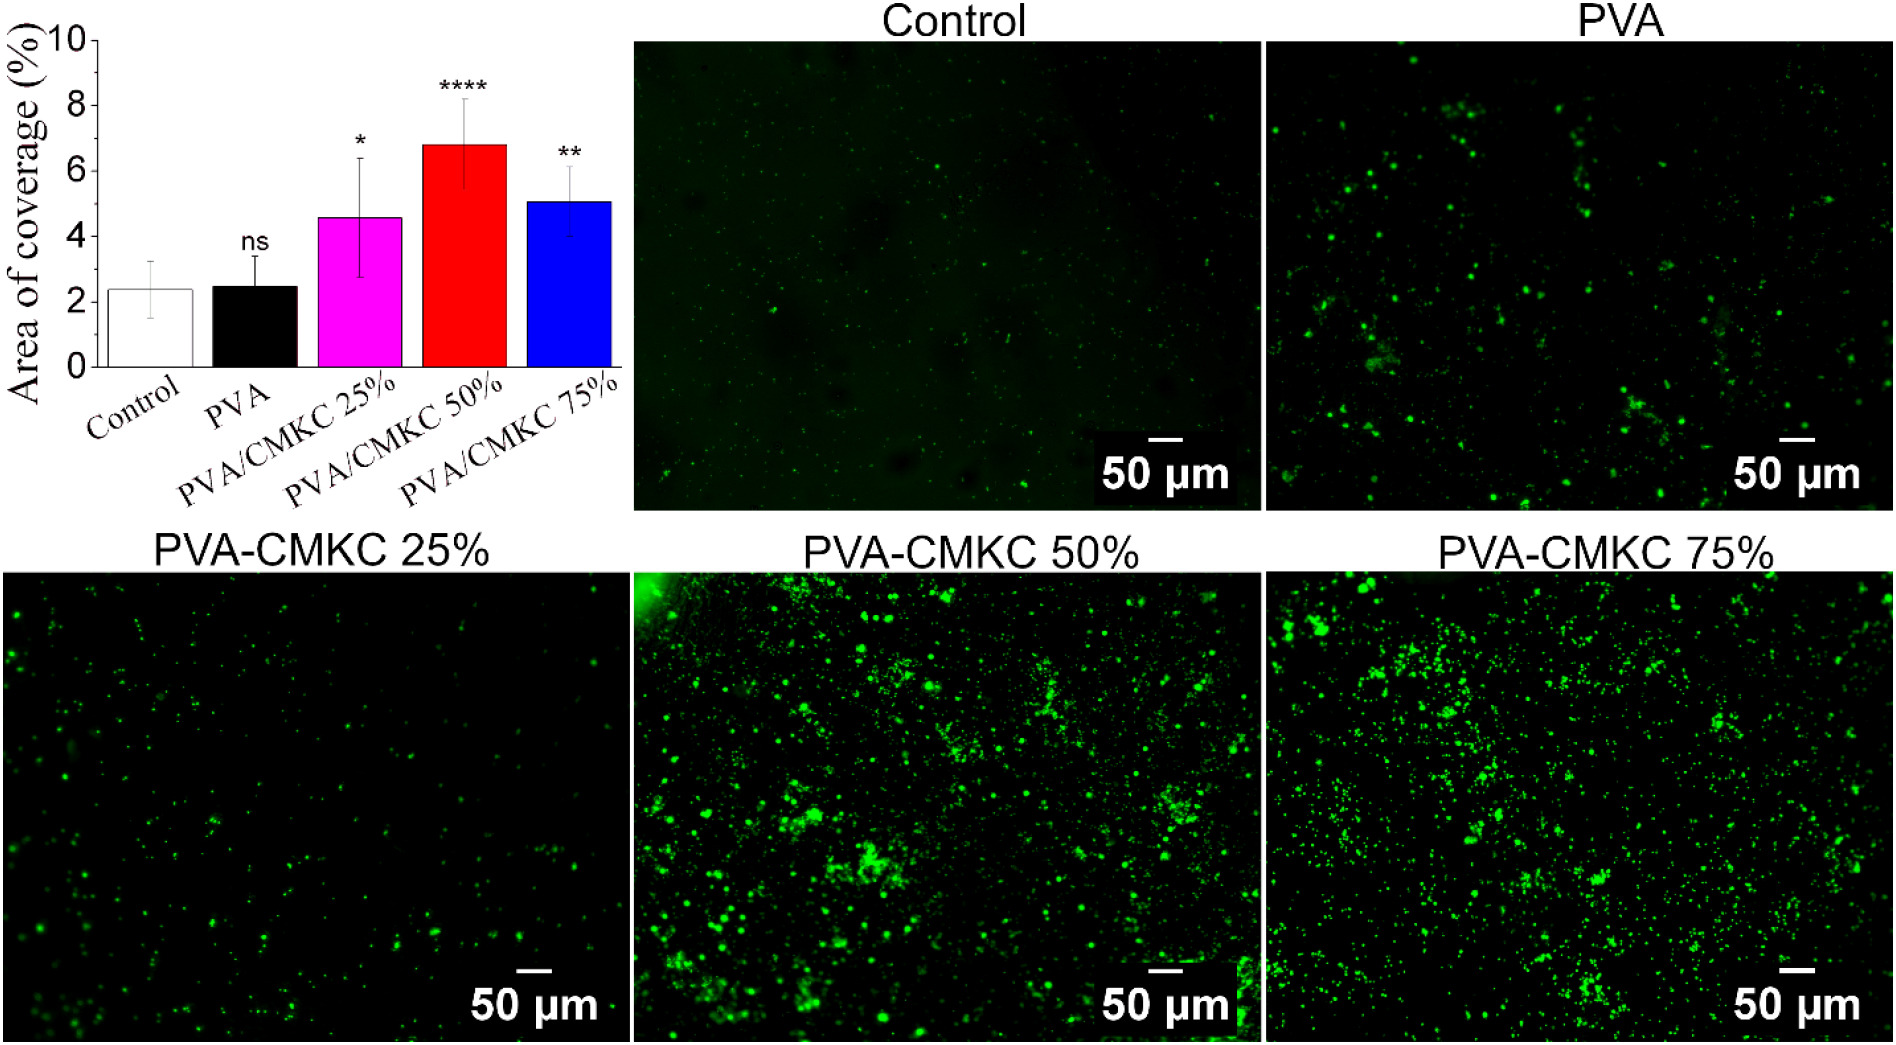 Area of coverage (%)
10
8
6
4
2
0
ns
*
****
**
Control
PVA
PVA/CMKC 25%
PVA/CMKC 50%
PVA/CMKC 75%
Control
50 µm
PVA
50 µm
PVA-CMKC 25%
50 µm
PVA-CMKC 50%
50 µm
PVA-CMKC 75%
50 µm